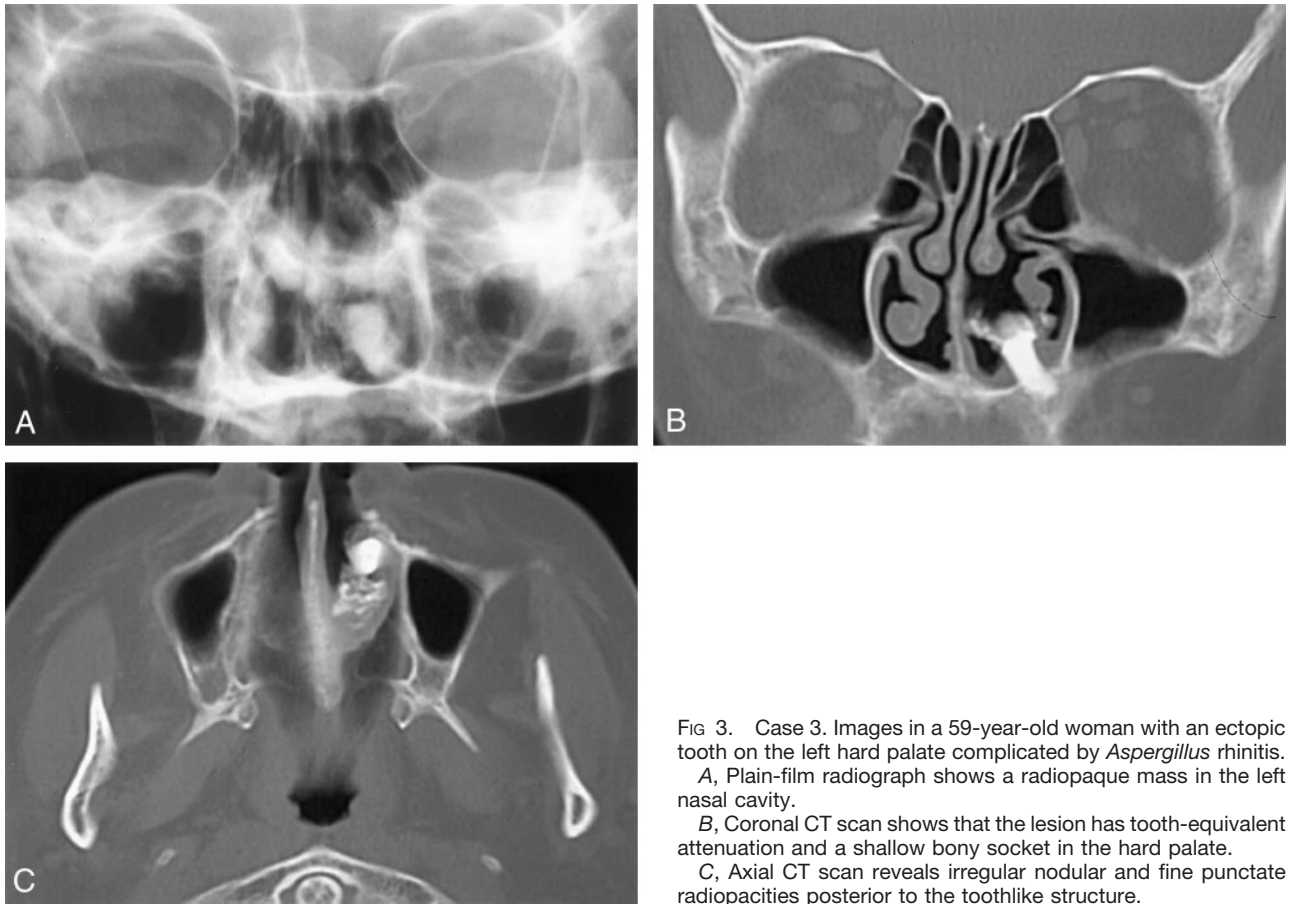 A
B
C
FIG 3. Case 3. Images in a 59-year-old woman with an ectopic
tooth on the left hard palate complicated by Aspergillus rhinitis.
A, Plain-film radiograph shows a radiopaque mass in the left
nasal cavity.
B, Coronal CT scan shows that the lesion has tooth-equivalent
attenuation and a shallow bony socket in the hard palate.
C, Axial CT scan reveals irregular nodular and fine punctate
radiopacities posterior to the toothlike structure.